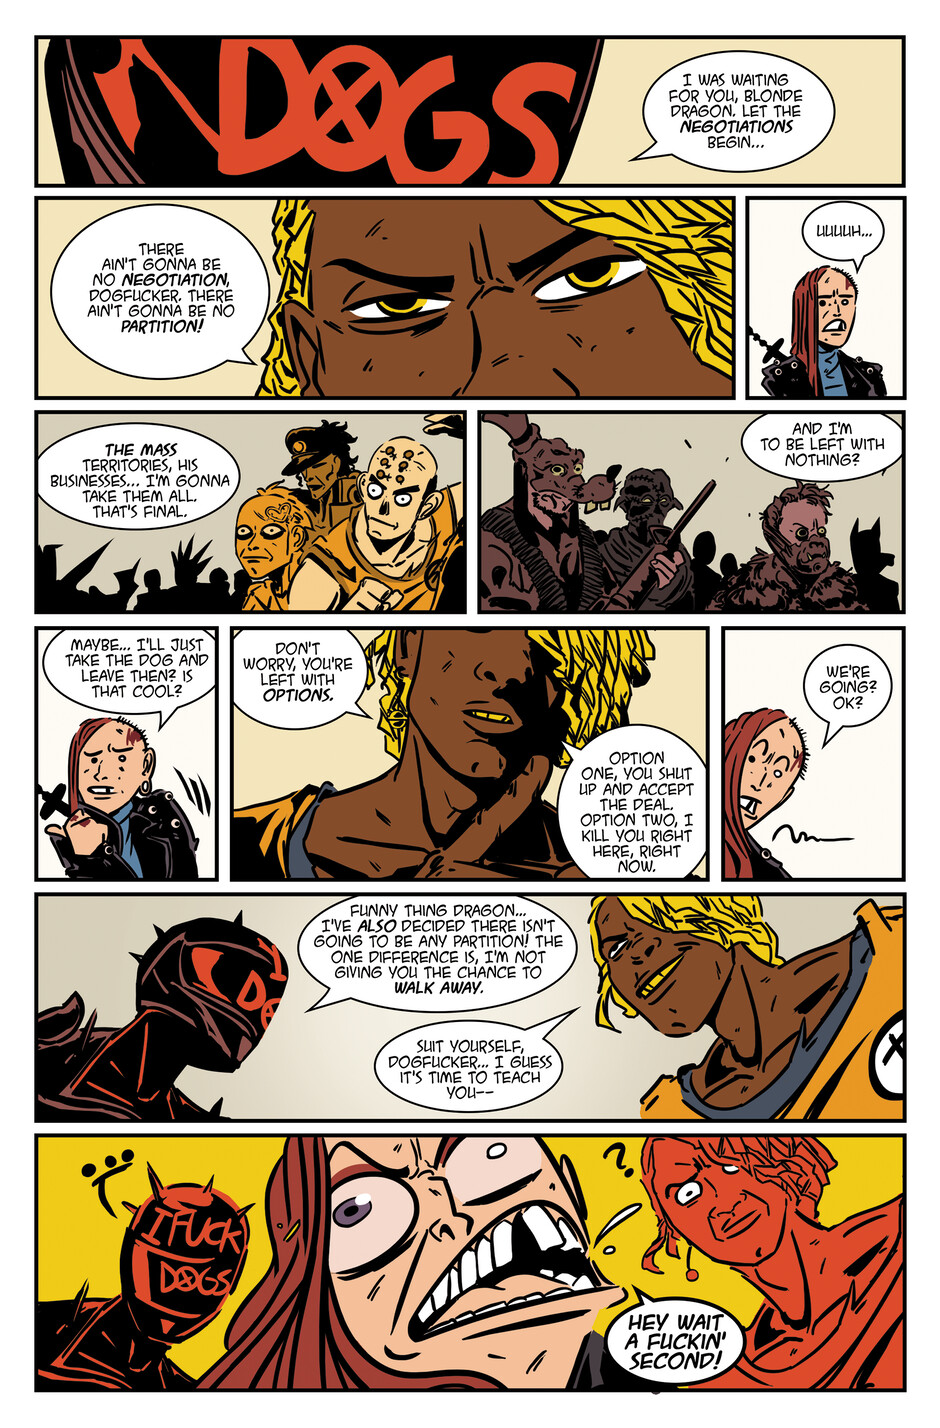 DOGS
I WAS WAITING
FOR YOU, BLONDE
DRAGON. LET THE
NEGOTIATIONS
BEGIN...
THERE
AIN'T GONNA BE
NO NEGOTIATION,
DOGFUCKER. THERE
AIN'T GONNA BE NO
PARTITION!
UUUUH...
THE MASS
TERRITORIES, HIS
BUSINESSES... I'M GONNA
TAKE THEM ALL.
THAT'S FINAL.
AND I'M
TO BE LEFT WITH
NOTHING?
MAYBE... I'LL JUST
TAKE THE DOG AND
LEAVE THEN? IS
THAT COOL?
DON'T
WORRY, YOU'RE
LEFT WITH
OPTIONS.
OPTION
ONE, YOU SHUT
UP AND ACCEPT
THE DEAL.
OPTION TWO, I
KILL YOU RIGHT
HERE, RIGHT
NOW.
WE'RE
GOING?
OK?
FUNNY THING DRAGON...
I'VE ALSO DECIDED THERE ISN'T
GOING TO BE ANY PARTITION! THE
ONE DIFFERENCE IS, I'M NOT
GIVING YOU THE CHANCE TO
WALK AWAY.
SUIT YOURSELF,
DOGFUCKER... I GUESS
IT'S TIME TO TEACH
YOU--
I FUCK
DOGS
?
HEY WAIT
A FUCKIN'
SECOND!